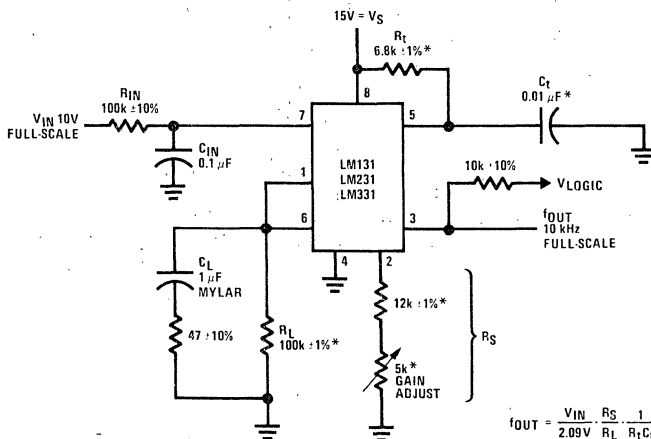 15V = VS
Rt
6.8k ±1%*
8
RIN
100k ±10%
VIN 10V
FULL-SCALE
7
5
Ct
0.01 µF*
CIN
0.1 µF
LM131
LM231
LM331
1
10k ±10%
VLOGIC
6
3
fOUT
10 kHz
FULL-SCALE
4
2
CL
1 µF
MYLAR
12k ±1%*
47 ±10%
RL
100k ±1%*
RS
5k*
GAIN
ADJUST
fOUT = VIN/2.09V · RS/RL · 1/RtCt